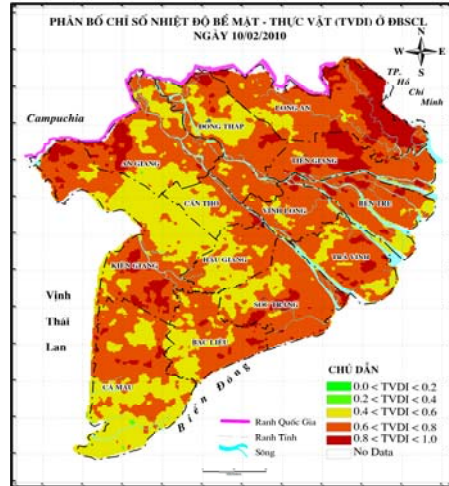 PHÂN BỐ CHỈ SỐ NHIỆT ĐỘ BỀ MẶT - THỰC VẬT (TVDI) Ở ĐBSCL
NGÀY 10/02/2010
N
W E
S
TP.
Hồ
Chí
Minh
Campuchia
LONG AN
ĐỒNG THÁP
AN GIANG
TIỀN GIANG
CẦN THƠ
VĨNH LONG
BẾN TRE
HẬU GIANG
TRÀ VINH
KIÊN GIANG
SÓC TRĂNG
BẠC LIÊU
CÀ MAU
Vịnh
Thái
Lan
Biển Đông
CHÚ DẪN
0.0 < TVDI < 0.2
0.2 < TVDI < 0.4
0.4 < TVDI < 0.6
0.6 < TVDI < 0.8
0.8 < TVDI < 1.0
No Data
Ranh Quốc Gia
Ranh Tỉnh
Sông